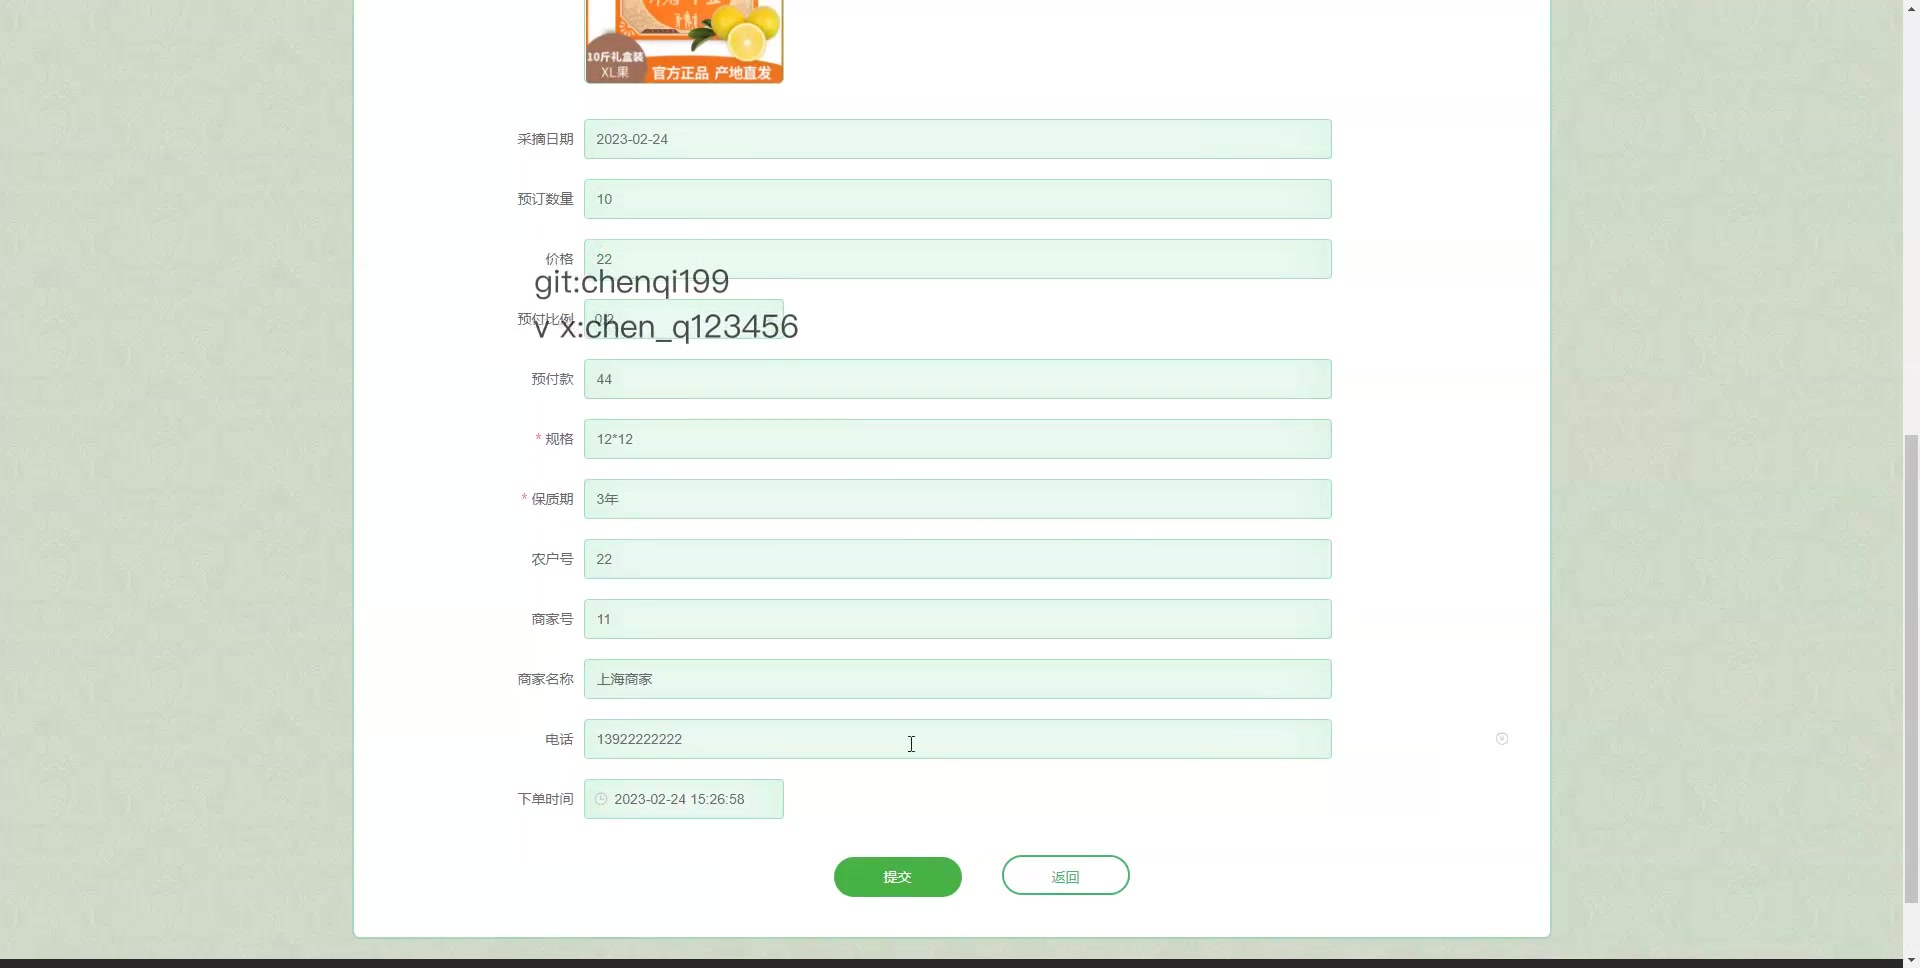 10斤礼盒装
XL果
官方正品 产地直发
采摘日期 2023-02-24
预订数量 10
价格 22
git:chenqi199
预付比例
v x:chen_q123456
预付款 44
* 规格 12*12
* 保质期 3年
农户号 22
商家号 11
商家名称 上海商家
电话 13922222222
下单时间 2023-02-24 15:26:58
提交 返回